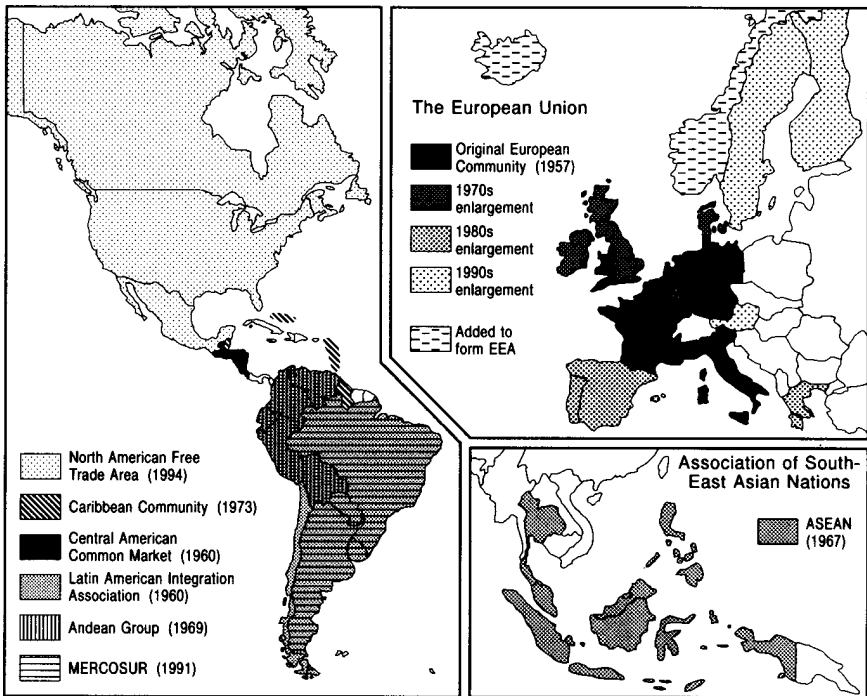 North American Free
Trade Area (1994)
Caribbean Community (1973)
Central American
Common Market (1960)
Latin American Integration
Association (1960)
Andean Group (1969)
MERCOSUR (1991)
The European Union
Original European
Community (1957)
1970s
enlargement
1980s
enlargement
1990s
enlargement
Added to
form EEA
Association of South-
East Asian Nations
ASEAN
(1967)